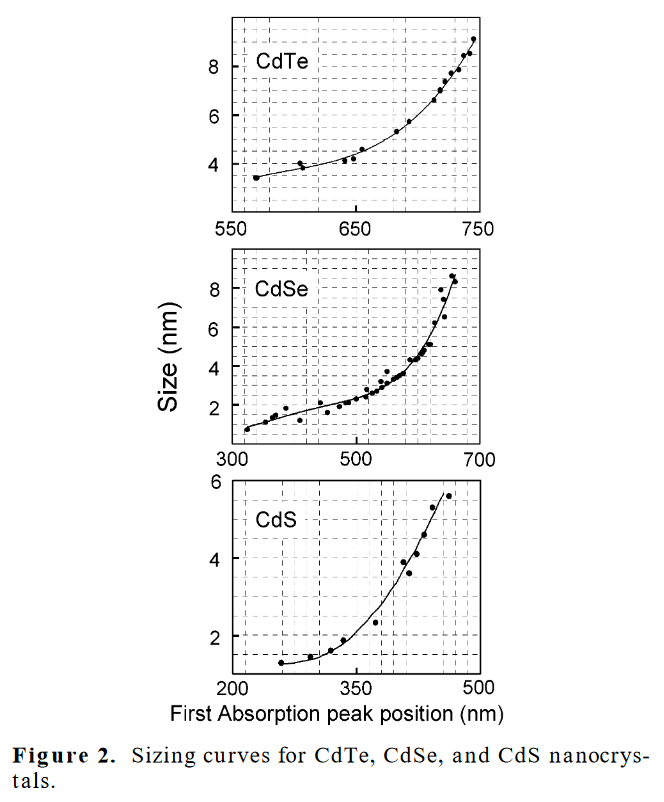 CdTe
8
6
4
550 650 750
CdSe
8
6
4
2
300 500 700
Size (nm)
6
CdS
4
2
200 350 500
First Absorption peak position (nm)
Figure 2. Sizing curves for CdTe, CdSe, and CdS nanocrys-
tals.